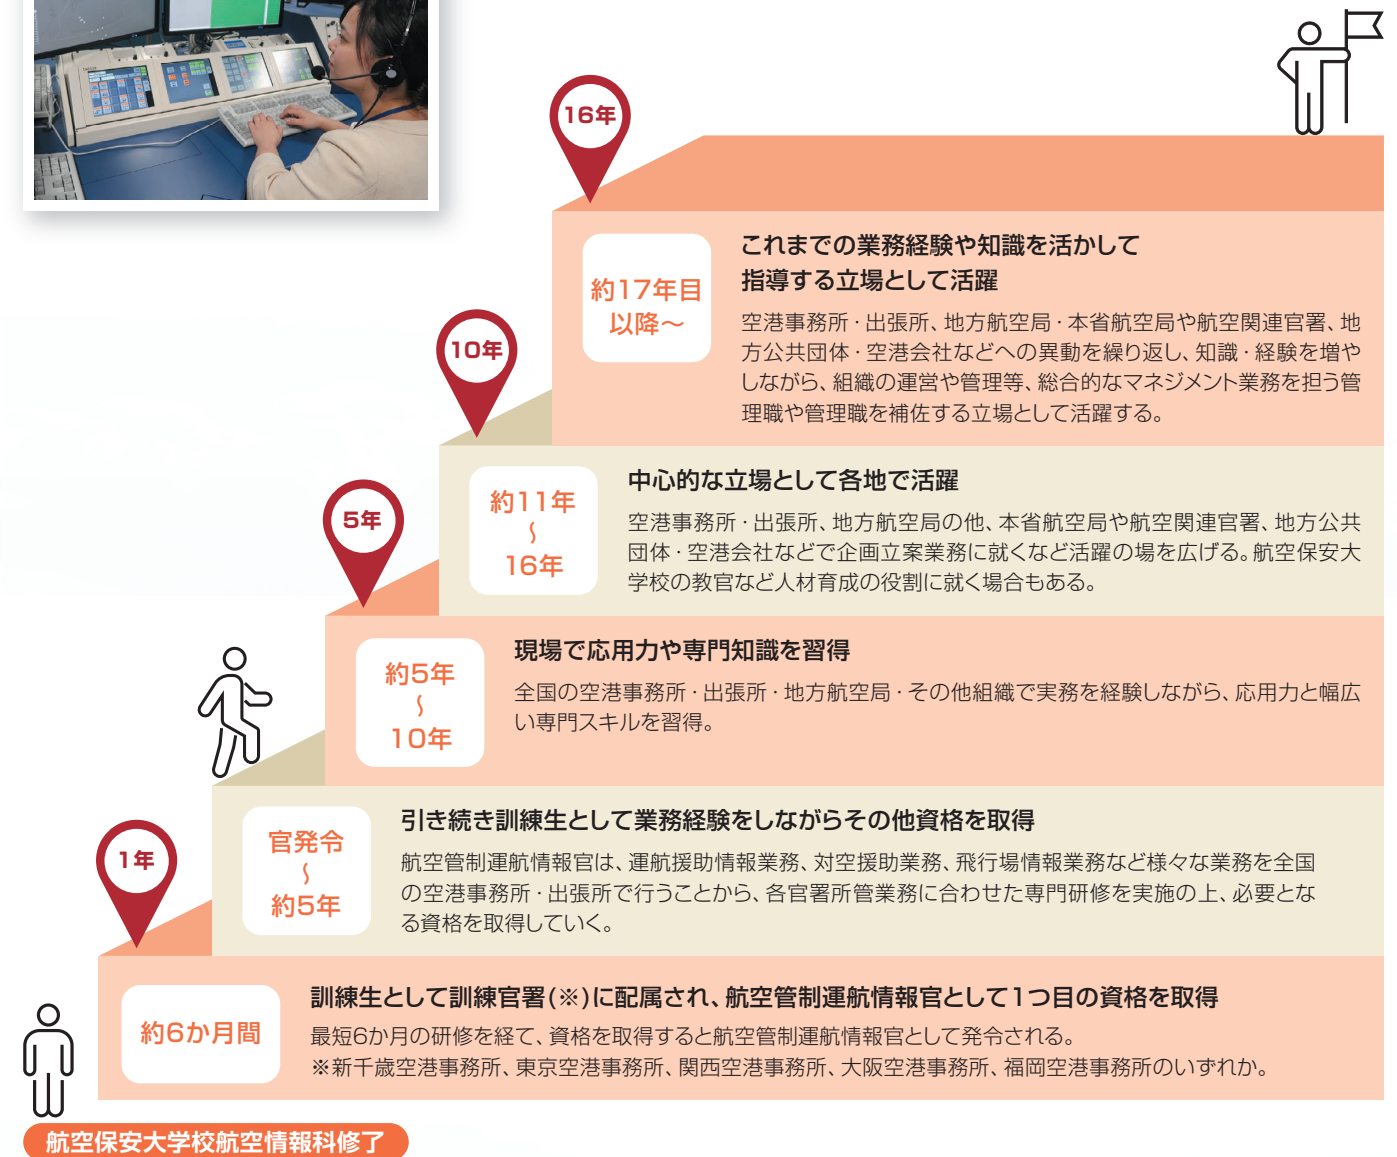 16年
約17年目
以降～
これまでの業務経験や知識を活かして
指導する立場として活躍
空港事務所・出張所、地方航空局・本省航空局や航空関連官署、地
方公共団体・空港会社などへの異動を繰り返し、知識・経験を増や
しながら、組織の運営や管理等、総合的なマネジメント業務を担う管
理職や管理職を補佐する立場として活躍する。
10年
約11年
～
16年
中心的な立場として各地で活躍
空港事務所・出張所、地方航空局の他、本省航空局や航空関連官署、地方公共
団体・空港会社などで企画立案業務に就くなど活躍の場を広げる。航空保安大
学校の教官など人材育成の役割に就く場合もある。
5年
約5年
～
10年
現場で応用力や専門知識を習得
全国の空港事務所・出張所・地方航空局・その他組織で実務を経験しながら、応用力と幅広
い専門スキルを習得。
1年
官発令
～
約5年
引き続き訓練生として業務経験をしながらその他資格を取得
航空管制運航情報官は、運航援助情報業務、対空援助業務、飛行場情報業務など様々な業務を全国
の空港事務所・出張所で行うことから、各官署所管業務に合わせた専門研修を実施の上、必要とな
る資格を取得していく。
約6か月間
訓練生として訓練官署(※)に配属され、航空管制運航情報官として1つ目の資格を取得
最短6か月の研修を経て、資格を取得すると航空管制運航情報官として発令される。
※新千歳空港事務所、東京空港事務所、関西空港事務所、大阪空港事務所、福岡空港事務所のいずれか。
航空保安大学校航空情報科修了